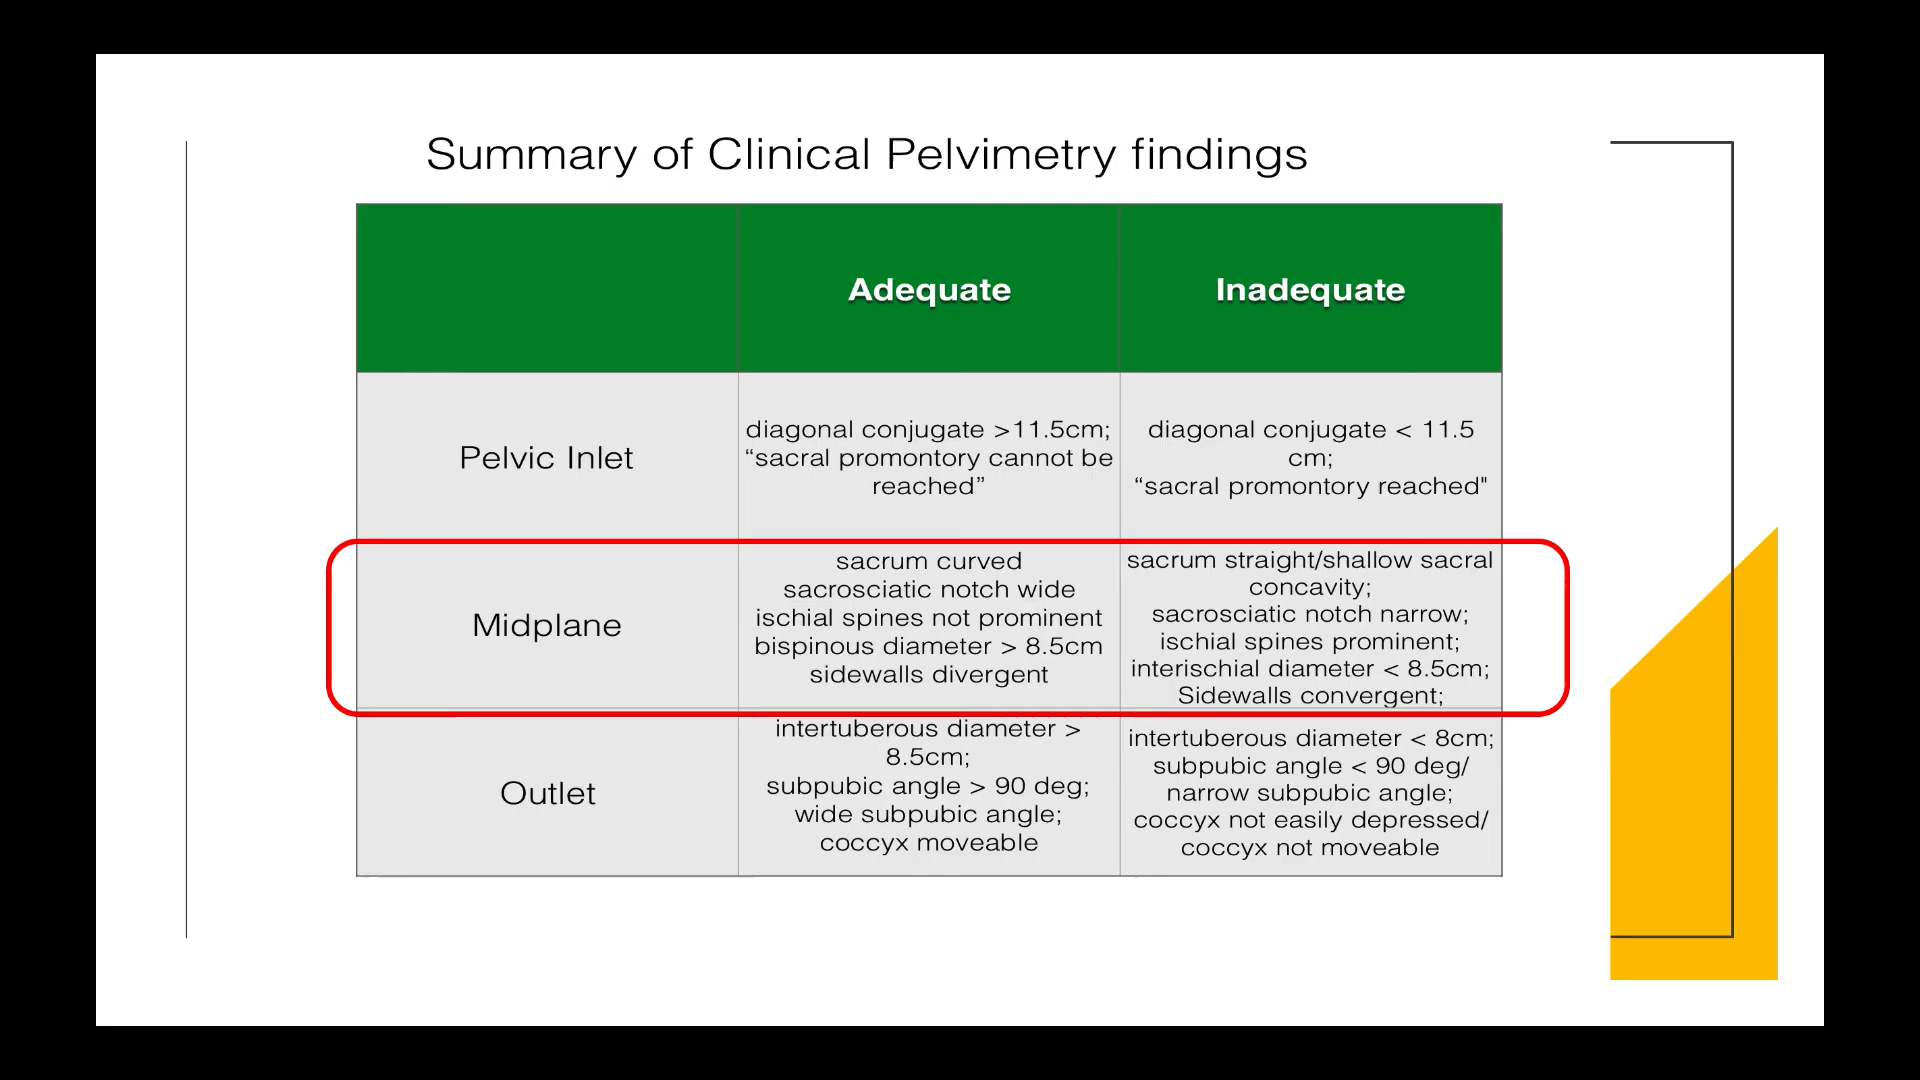 Summary of Clinical Pelvimetry findings
Adequate
Inadequate
Pelvic Inlet
diagonal conjugate >11.5cm;
“sacral promontory cannot be
reached”
diagonal conjugate < 11.5
cm;
“sacral promontory reached"
Midplane
sacrum curved
sacrosciatic notch wide
ischial spines not prominent
bispinous diameter > 8.5cm
sidewalls divergent
sacrum straight/shallow sacral
concavity;
sacrosciatic notch narrow;
ischial spines prominent;
interischial diameter < 8.5cm;
Sidewalls convergent;
Outlet
intertuberous diameter >
8.5cm;
subpubic angle > 90 deg;
wide subpubic angle;
coccyx moveable
intertuberous diameter < 8cm;
subpubic angle < 90 deg/
narrow subpubic angle;
coccyx not easily depressed/
coccyx not moveable